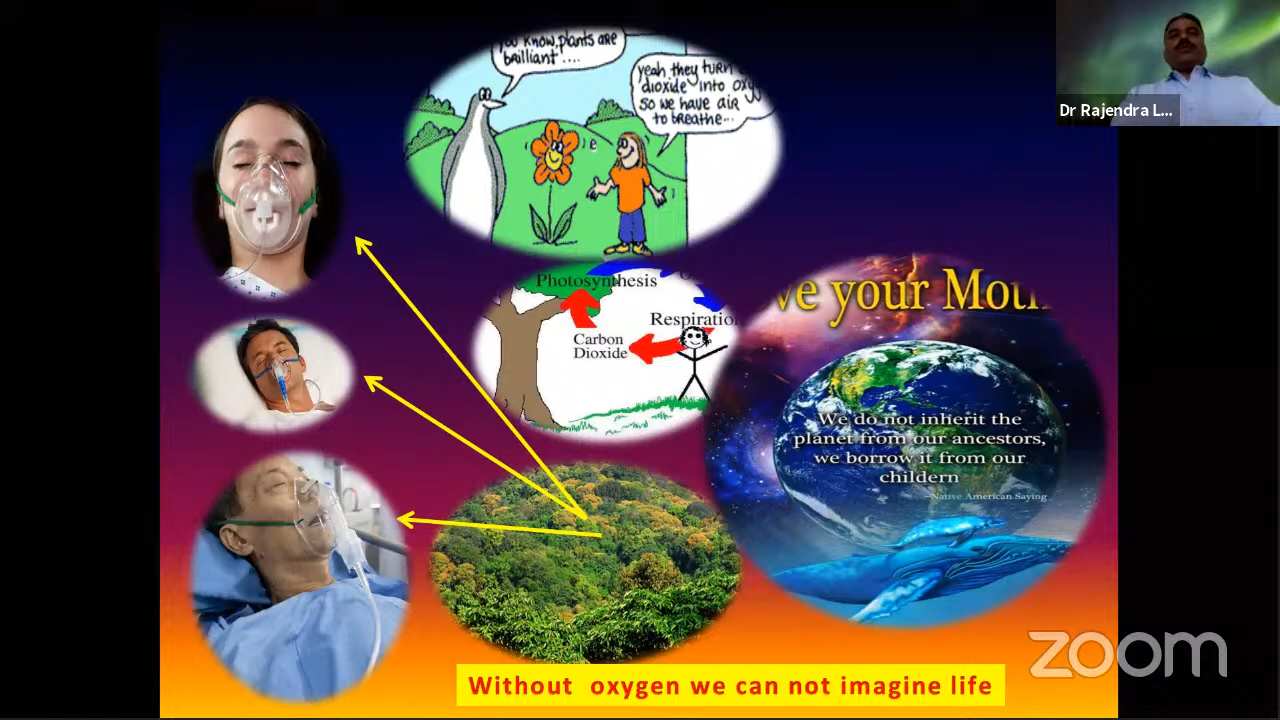 you know, plants are
brilliant ....
yeah, they turn
dioxide into
so we have air
to breathe...
Dr Rajendra L...
Photosynthesis
Respiration
Carbon
Dioxide
ve your
We do not inherit the
planet from our ancestors,
we borrow it from our
childern
~Native American Saying
zoom
Without oxygen we can not imagine life